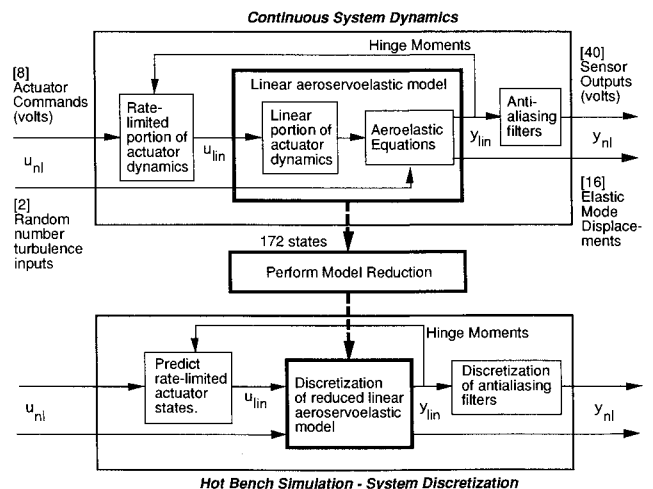 Continuous System Dynamics
Hinge Moments
[8]
Actuator
Commands
(volts)
u_nl
[2]
Random
number
turbulence
inputs
Rate-
limited
portion of
actuator
dynamics
u_lin
Linear aeroservoelastic model
Linear
portion of
actuator
dynamics
Aeroelastic
Equations
y_lin
Anti-
aliasing
filters
[40]
Sensor
Outputs
(volts)
y_nl
[16]
Elastic
Mode
Displace-
ments
172 states
Perform Model Reduction
Hinge Moments
u_nl
Predict
rate-limited
actuator
states.
u_lin
Discretization
of reduced linear
aeroservoelastic
model
y_lin
Discretization
of antialiasing
filters
y_nl
Hot Bench Simulation - System Discretization